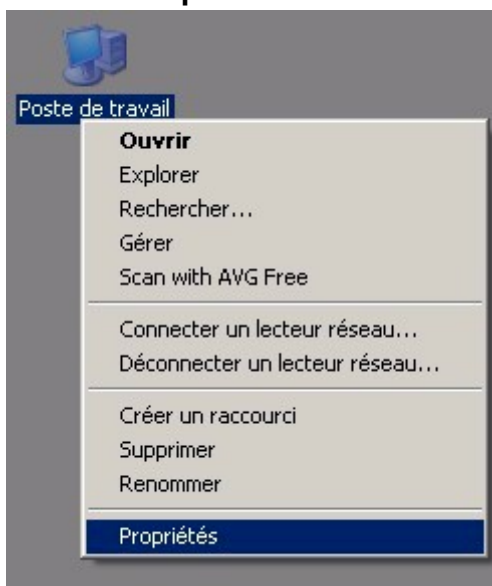 Poste de travail
Ouvrir
Explorer
Rechercher...
Gérer
Scan with AVG Free
Connecter un lecteur réseau...
Déconnecter un lecteur réseau...
Créer un raccourci
Supprimer
Renommer
Propriétés